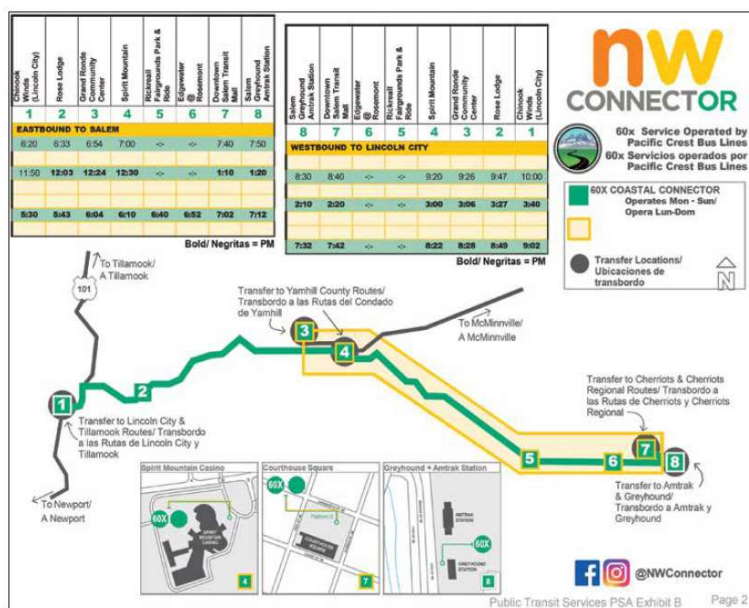 Chinook
Winds
(Lincoln City)
Rose Lodge
Grand Ronde
Community
Center
Spirit Mountain
Rickreall
Fairgrounds Park &
Ride
Edgewater
@
Rosemont
Downtown
Salem Transit
Mall
Salem
Greyhound
Amtrak Station
1 2 3 4 5 6 7 8
EASTBOUND TO SALEM
6:20 6:33 6:54 7:00 -:- -:- 7:40 7:50
11:50 12:03 12:24 12:30 -:- -:- 1:10 1:20
5:30 5:43 6:04 6:10 6:40 6:52 7:02 7:12
Bold/ Negritas = PM
Salem
Greyhound
Amtrak Station
Downtown
Salem Transit
Mall
Edgewater
@
Rosemont
Rickreall
Fairgrounds Park &
Ride
Spirit Mountain
Grand Ronde
Community
Center
Rose Lodge
Chinook
Winds
(Lincoln City)
8 7 6 5 4 3 2 1
WESTBOUND TO LINCOLN CITY
8:30 8:40 -:- -:- 9:20 9:26 9:47 10:00
2:10 2:20 -:- -:- 3:00 3:06 3:27 3:40
7:32 7:42 -:- -:- 8:22 8:28 8:49 9:02
Bold/ Negritas = PM
nw
CONNECTOR
60x Service Operated by
Pacific Crest Bus Lines
60x Servicios operados por
Pacific Crest Bus Lines
60X COASTAL CONNECTOR
Operates Mon - Sun/
Opera Lun-Dom
Transfer Locations/
Ubicaciones de
transbordo
N
To Tillamook/
A Tillamook
101
Transfer to Yamhill County Routes/
Transbordo a las Rutas del Condado
de Yamhill
To McMinnville/
A McMinnville
3
4
1
2
Transfer to Lincoln City &
Tillamook Routes/ Transbordo
a las Rutas de Lincoln City y
Tillamook
Transfer to Cherriots & Cherriots
Regional Routes/ Transbordo a
las Rutas de Cherriots y Cherriots
Regional
5
6
7
8
Transfer to Amtrak
& Greyhound/
Transbordo a Amtrak y
Greyhound
To Newport/
A Newport
Spirit Mountain Casino
60X
SPIRIT
MOUNTAIN
CASINO
4
Courthouse Square
60X
COURTHOUSE
SQUARE
7
Greyhound + Amtrak Station
AMTRAK
STATION
60X
GREYHOUND
STATION
8
@NWConnector
Public Transit Services PSA Exhibit B Page 2